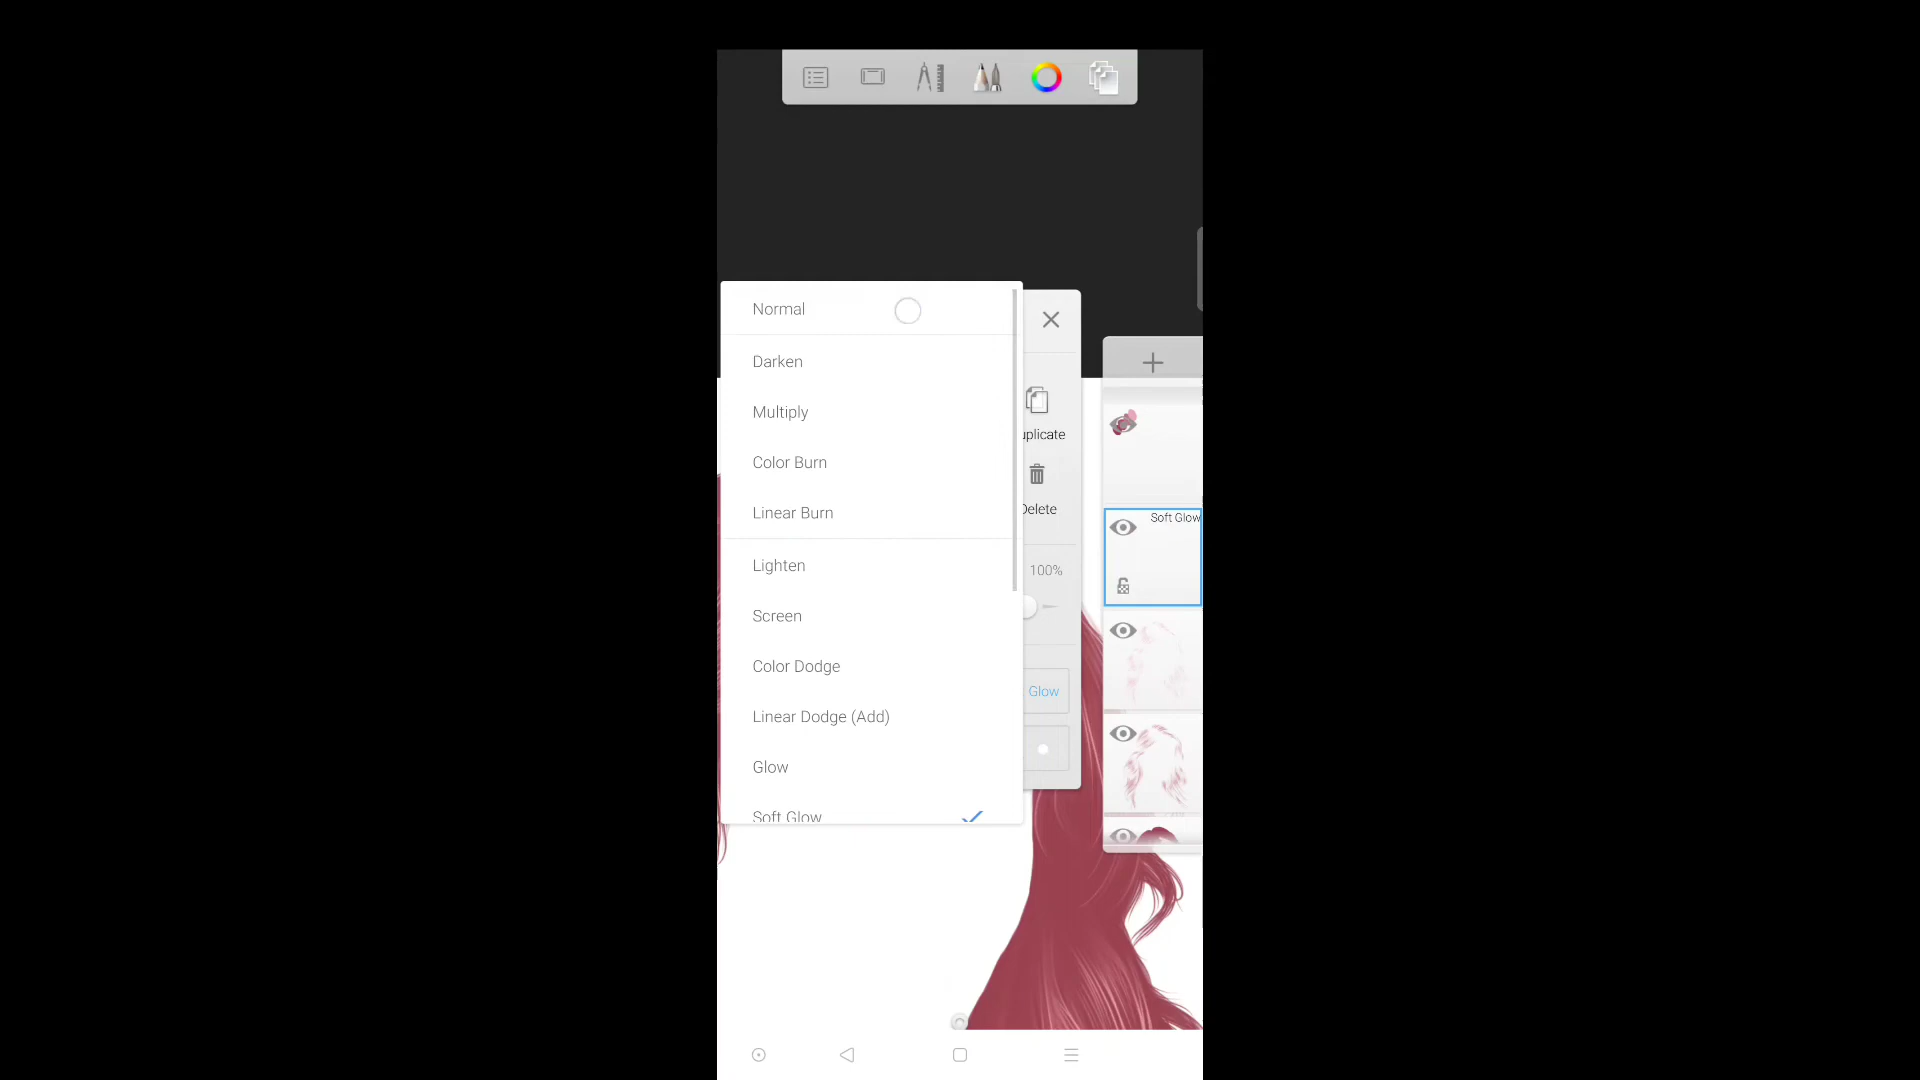 Normal
Darken
Multiply
Color Burn
Linear Burn
Lighten
Screen
Color Dodge
Linear Dodge (Add)
Glow
Soft Glow
uplicate
Delete
100%
Glow
Soft Glow